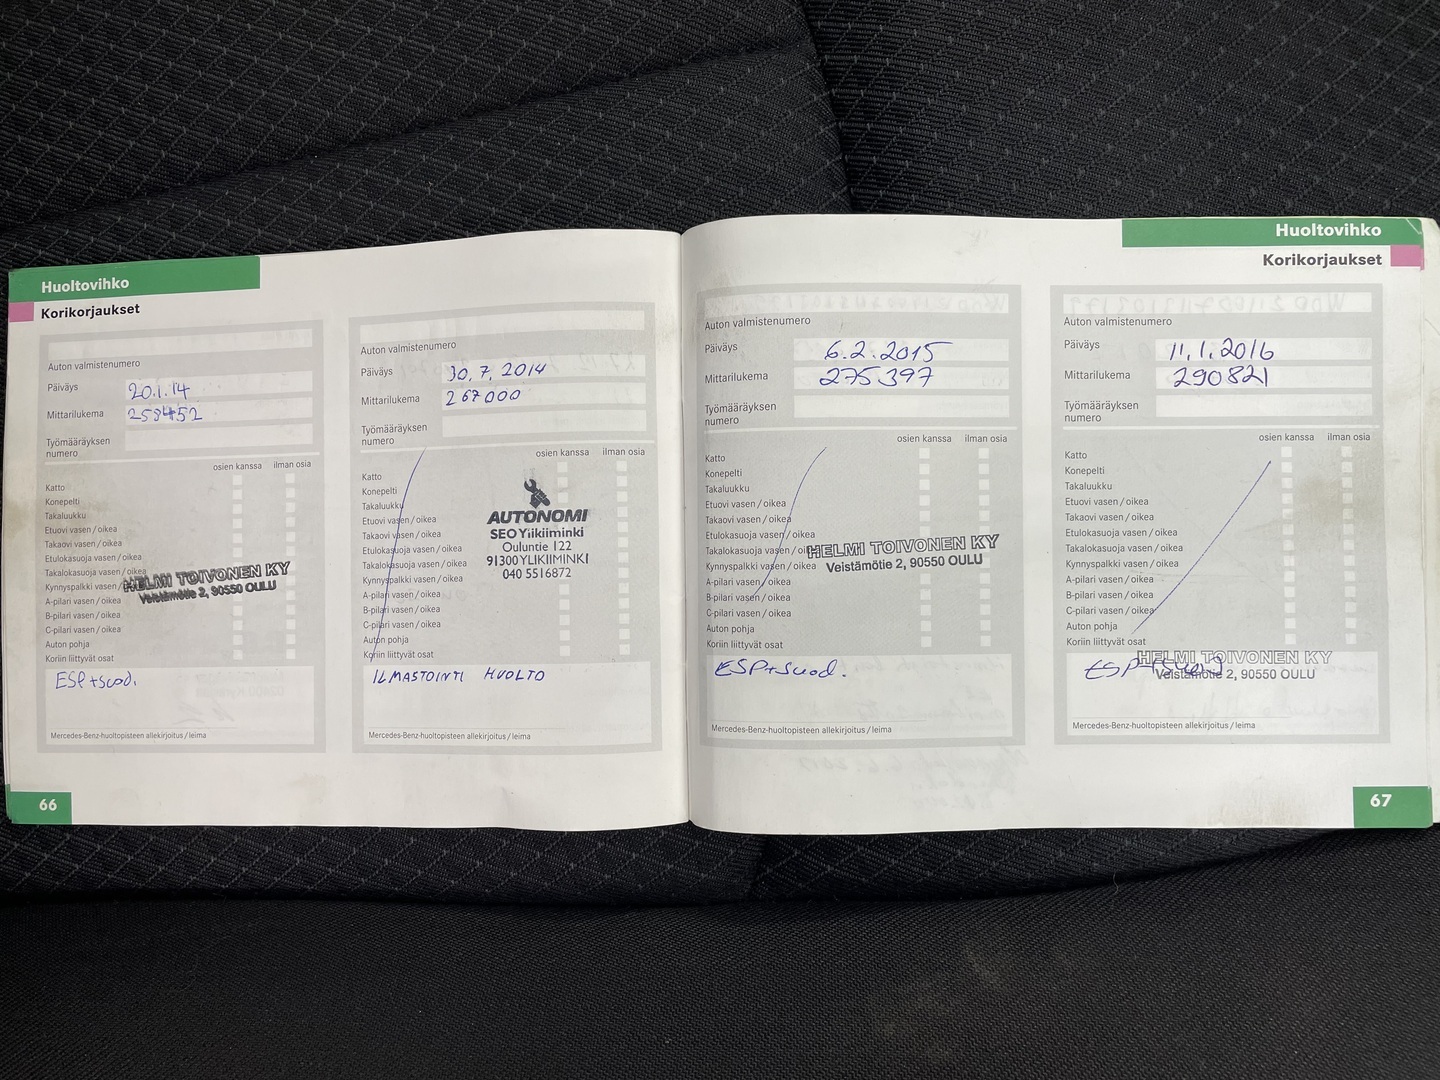 Huoltovihko
Korikorjaukset
Auton valmistenumero
Päiväys 20.1.14
Mittarilukema 258452
Työmääräyksen
numero
osien kanssa ilman osia
Katto
Konepelti
Takaluukku
Etuovi vasen / oikea
Takaovi vasen / oikea
Etulokasuoja vasen / oikea
Takalokasuoja vasen / oikea
Kynnyspalkki vasen /
A-pilari vasen / oikea
B-pilari vasen / oikea
C-pilari vasen / oikea
Auton pohja
Koriin liittyvät osat
HELMI TOIVONEN KY
Veistämötie 2, 90550 OULU
ESP+suod.
Mercedes-Benz-huoltopisteen allekirjoitus / leima
66
Auton valmistenumero
Päiväys 30.7.2014
Mittarilukema 267000
Työmääräyksen
numero
osien kanssa ilman osia
Katto
Konepelti
Takaluukku
Etuovi vasen / oikea
Takaovi vasen / oikea
Etulokasuoja vasen / oikea
Takalokasuoja vasen / oikea
Kynnyspalkki vasen / oikea
A-pilari vasen / oikea
B-pilari vasen / oikea
C-pilari vasen / oikea
Auton pohja
Koriin liittyvät osat
AUTONOMI
SEO Yilkiiminki
Ouluntie 122
91300 YLIKIIMINKI
040 5516872
ILMASTOINTI HUOLTO
Mercedes-Benz-huoltopisteen allekirjoitus / leima
Huoltovihko
Korikorjaukset
Auton valmistenumero
Päiväys 6.2.2015
Mittarilukema 275397
Työmääräyksen
numero
osien kanssa ilman osia
Katto
Konepelti
Takaluukku
Etuovi vasen / oikea
Takaovi vasen / oikea
Etulokasuoja vasen / oikea
Takalokasuoja vasen /
Kynnyspalkki vasen / oikea
A-pilari vasen / oikea
B-pilari vasen / oikea
C-pilari vasen / oikea
Auton pohja
Koriin liittyvät osat
HELMI TOIVONEN KY
Veistämötie 2, 90550 OULU
ESP+suod.
Mercedes-Benz-huoltopisteen allekirjoitus / leima
Auton valmistenumero
Päiväys 11.1.2016
Mittarilukema 290821
Työmääräyksen
numero
osien kanssa ilman osia
Katto
Konepelti
Takaluukku
Etuovi vasen / oikea
Takaovi vasen / oikea
Etulokasuoja vasen / oikea
Takalokasuoja vasen / oikea
Kynnyspalkki vasen / oikea
A-pilari vasen / oikea
B-pilari vasen / oikea
C-pilari vasen / oikea
Auton pohja
Koriin liittyvät osat
HELMI TOIVONEN KY
Veistämötie 2, 90550 OULU
ESP+suod
Mercedes-Benz-huoltopisteen allekirjoitus / leima
67